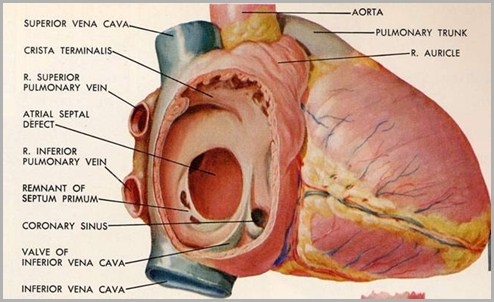 SUPERIOR VENA CAVA
CRISTA TERMINALIS
R. SUPERIOR
PULMONARY VEIN
ATRIAL SEPTAL
DEFECT
R. INFERIOR
PULMONARY VEIN
REMNANT OF
SEPTUM PRIMUM
CORONARY SINUS
VALVE OF
INFERIOR VENA CAVA
INFERIOR VENA CAVA
AORTA
PULMONARY TRUNK
R. AURICLE